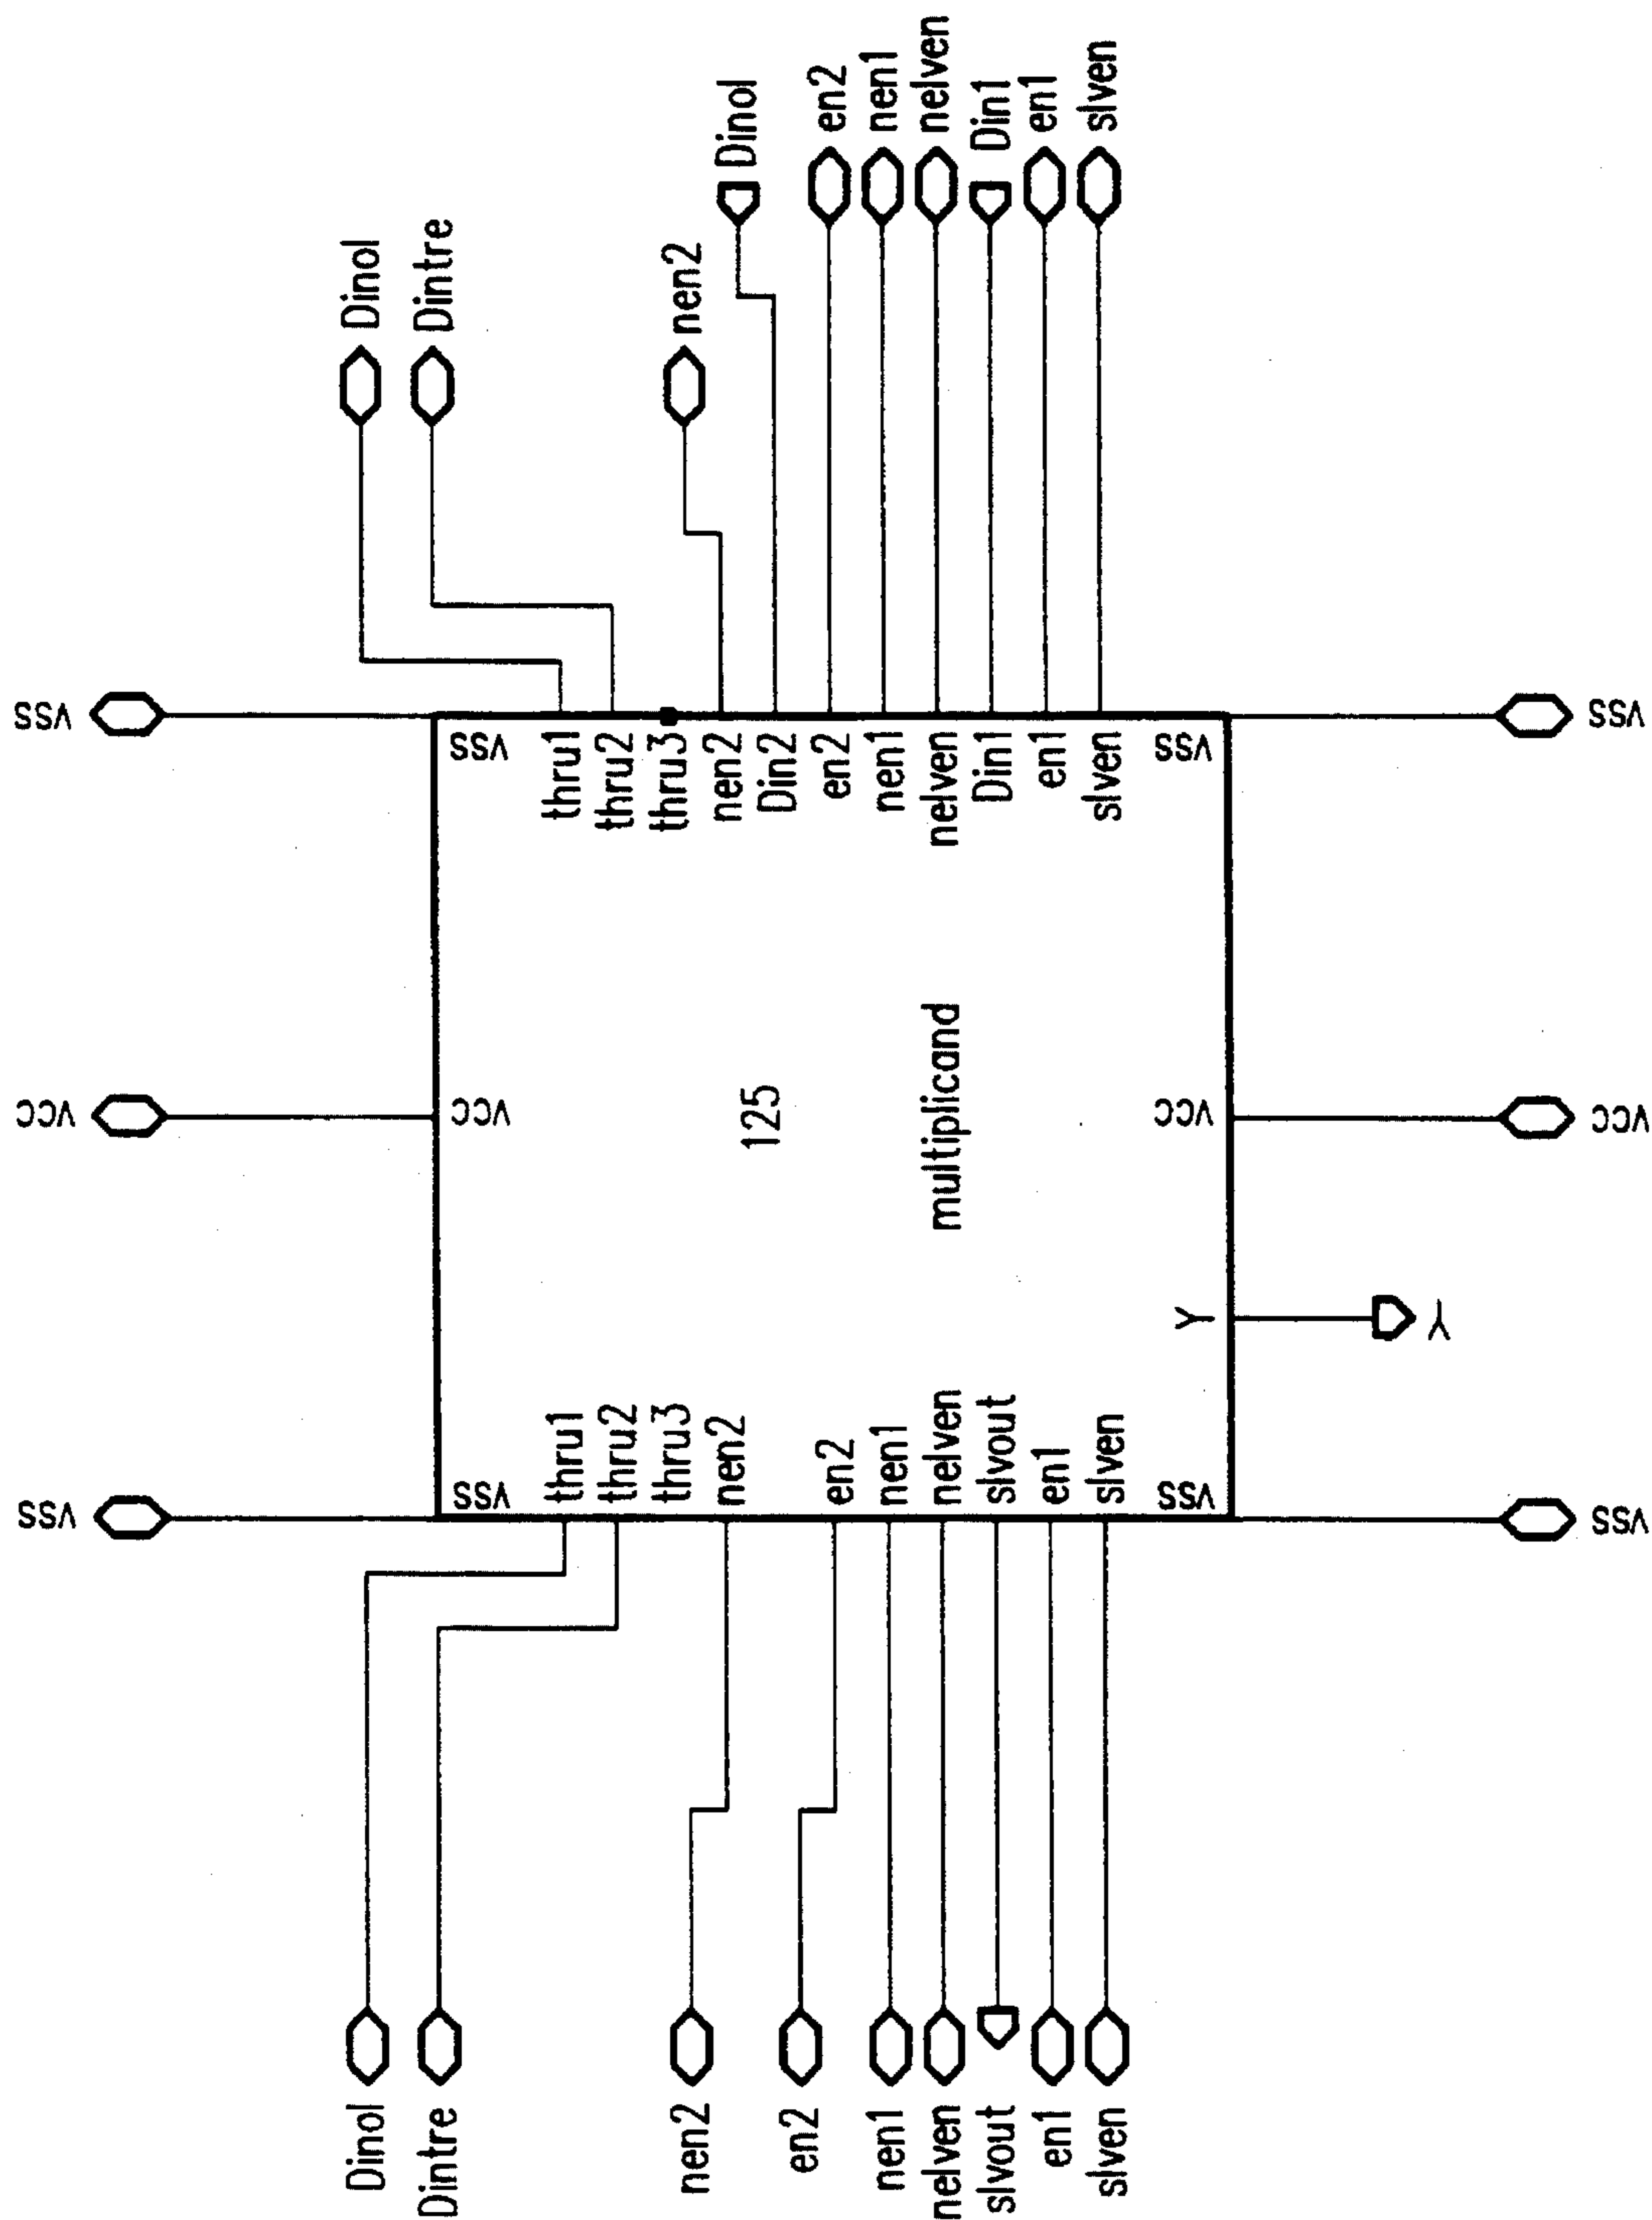 VSS
VCC
VSS
Dinol
Dintre
nen2
en2
nen1
nelven
slvout
en1
slven
VSS
VCC
VSS
thru1
thru2
thru3
nen2
en2
nen1
nelven
slvout
en1
slven
125
multiplicand
thru1
thru2
thru3
nen2
Din2
en2
nen1
nelven
Din1
en1
slven
VSS
Y
VCC
VSS
Dinol
Dintre
nen2
Dinol
en2
nen1
nelven
Din1
en1
slven
Y
VSS
VCC
VSS